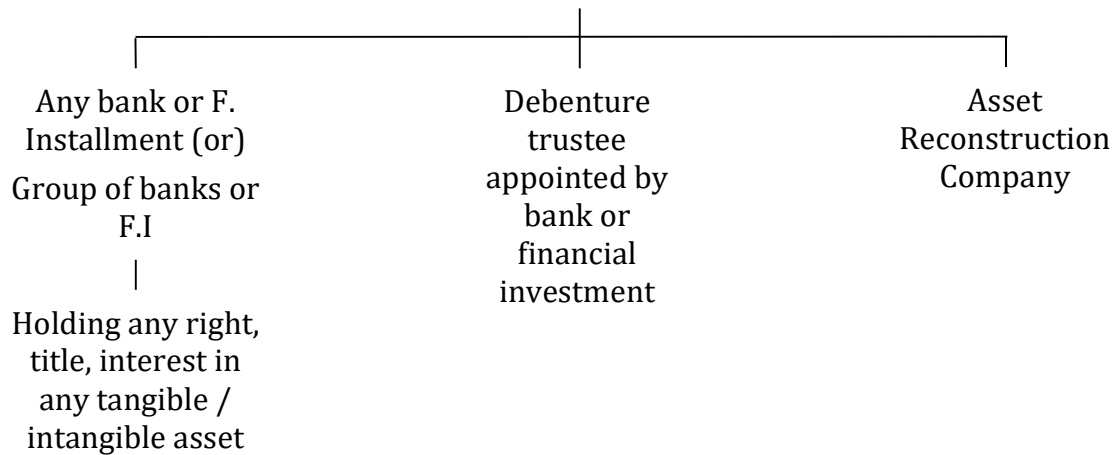 Any bank or F.
Installment (or)
Group of banks or
F.I
Holding any right,
title, interest in
any tangible /
intangible asset
Debenture
trustee
appointed by
bank or
financial
investment
Asset
Reconstruction
Company